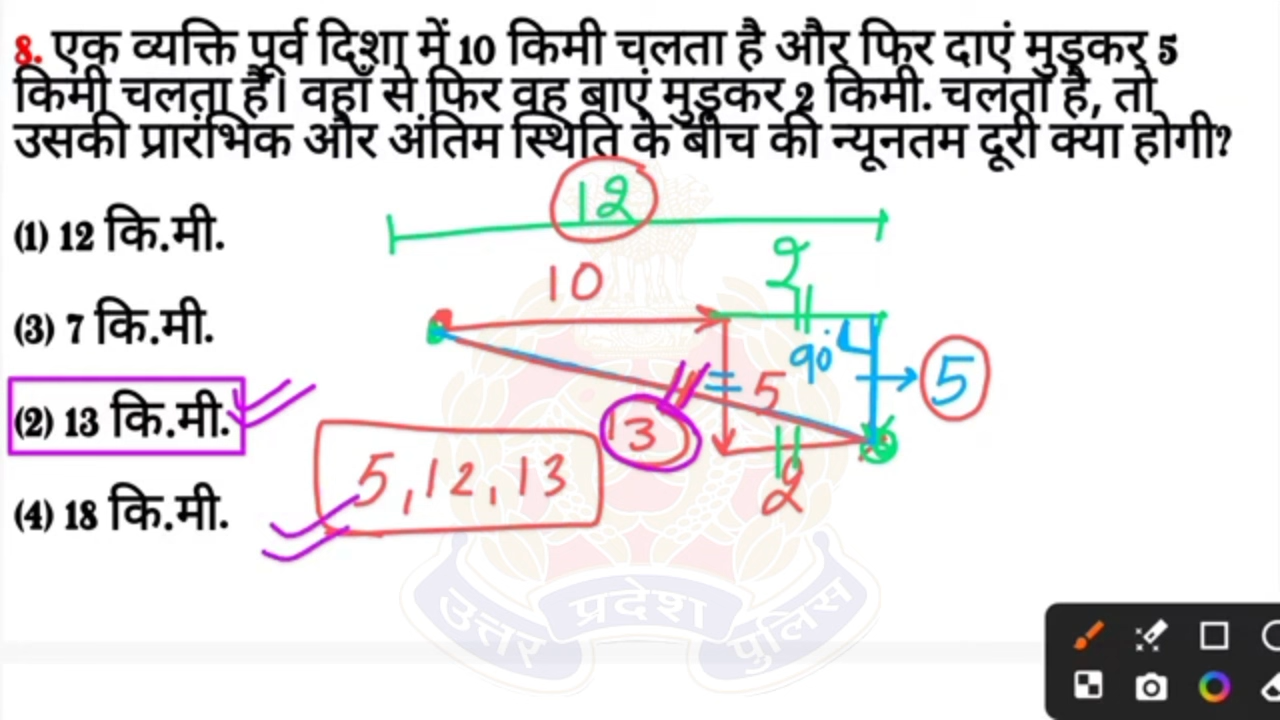 8. एक व्यक्ति पूर्व दिशा में 10 किमी चलता है और फिर दाएं मुड़कर 5
किमी चलता हैं। वहाँ से फिर वह बाएं मुड़कर 2 किमी. चलता है, तो
उसकी प्रारंभिक और अंतिम स्थिति के बीच की न्यूनतम दूरी क्या होगी?
12
(1) 12 कि.मी.
2
10
(3) 7 कि.मी.
90°
5
5
(2) 13 कि.मी.
13
5, 12, 13
2
(4) 18 कि.मी.
उत्तर प्रदेश पुलिस